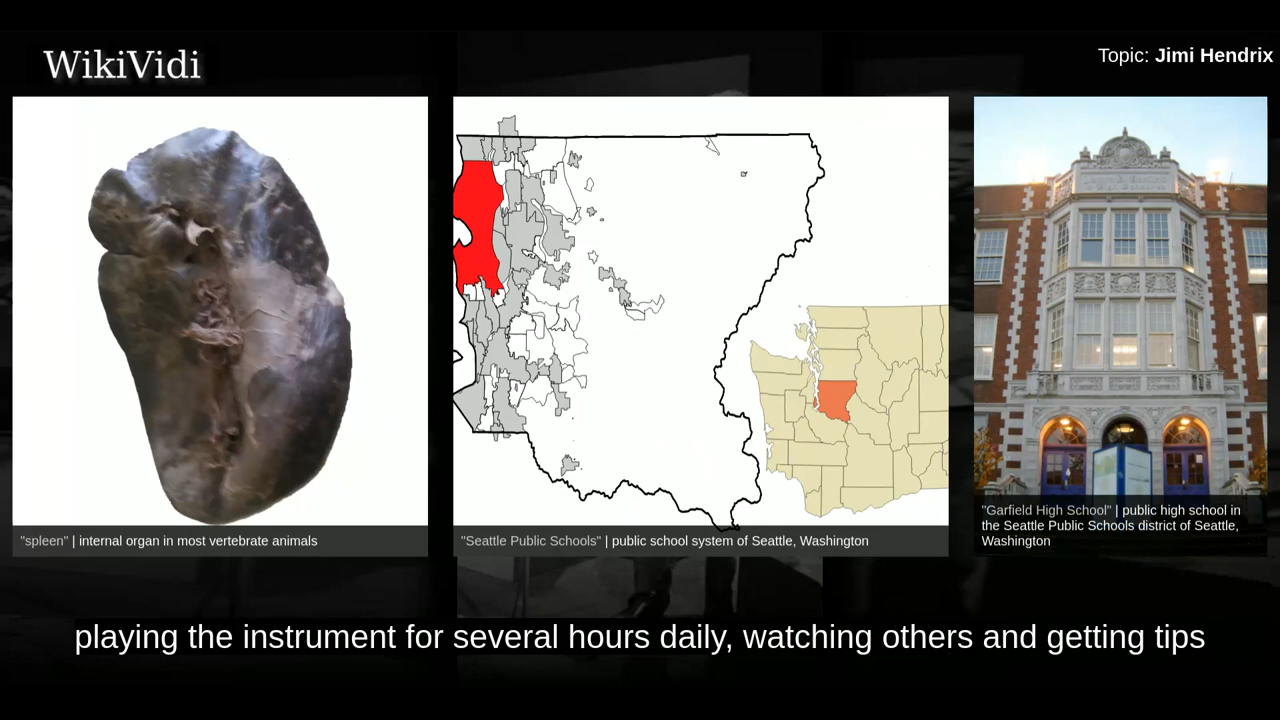 WikiVidi
Topic: Jimi Hendrix
"spleen" | internal organ in most vertebrate animals
"Seattle Public Schools" | public school system of Seattle, Washington
"Garfield High School" | public high school in
the Seattle Public Schools district of Seattle,
Washington
playing the instrument for several hours daily, watching others and getting tips